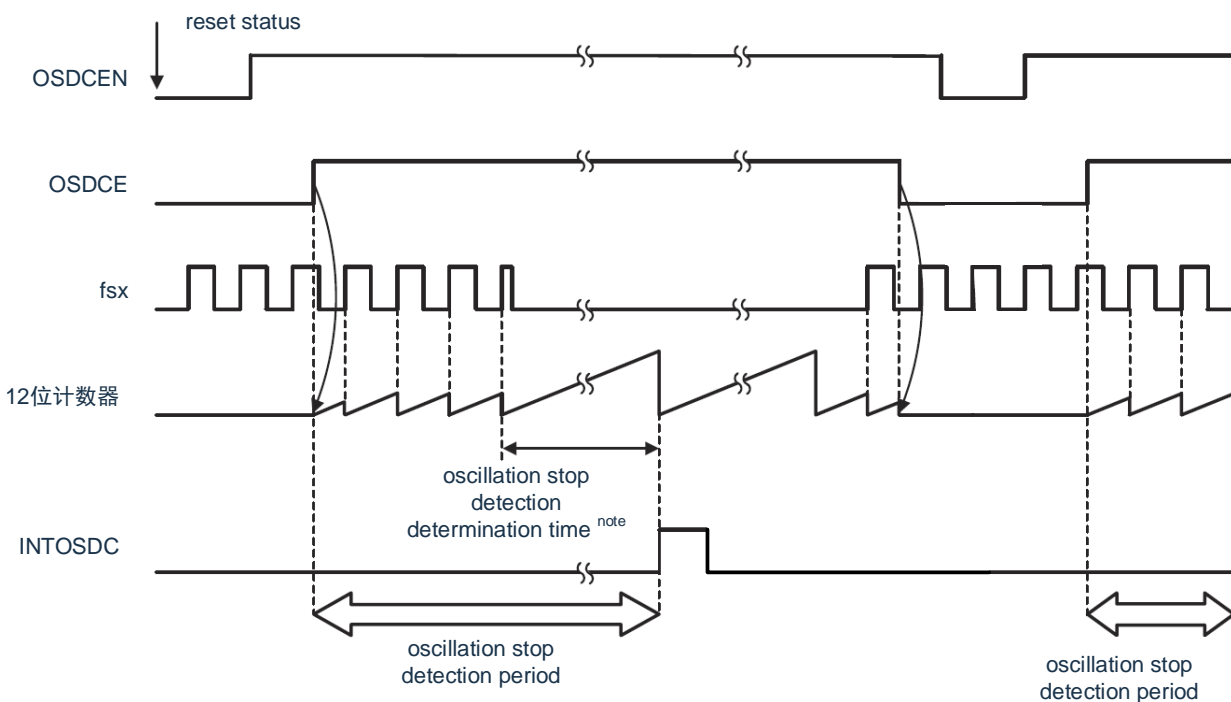 reset status
OSDCEN
OSDCE
fsx
12位计数器
oscillation stop
detection
determination time note
INTOSDC
oscillation stop
detection period
oscillation stop
detection period